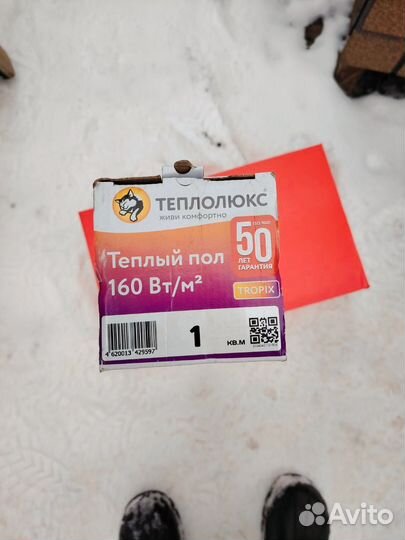 ТЕПЛОЛЮКС®
живи комфортно
Теплый пол
160 Вт/м²
50
ЛЕТ
ГАРАНТИЯ
TROPIX
4 620013 429597
1
КВ.М
Avito